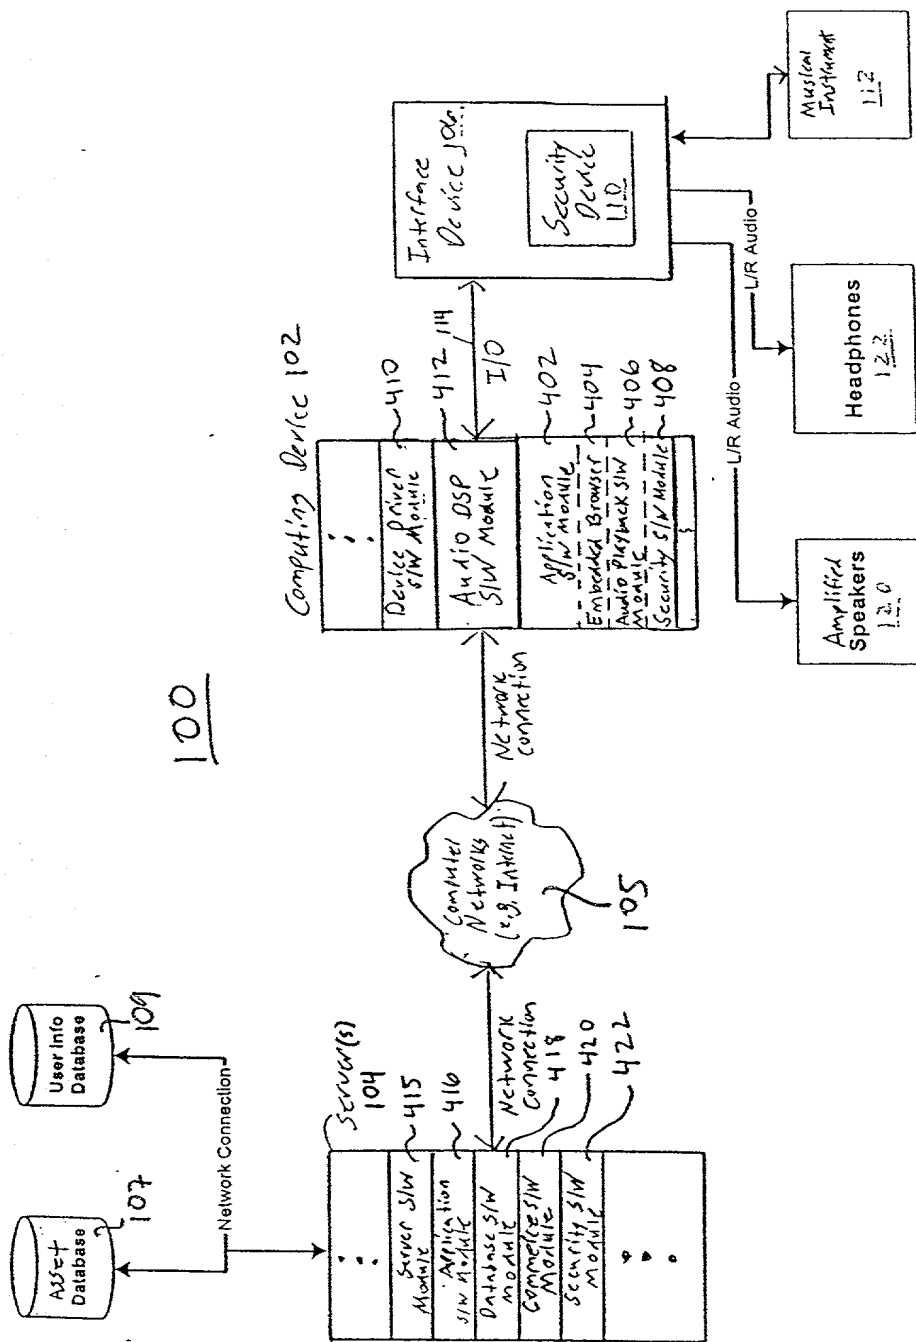 100
Asset
Database
107
User Info
Database
109
Network Connection
Server(s)
104
Server S/W
Module
415
Application
S/W Module
416
Database S/W
Module
418
Commerce S/W
Module
420
Security S/W
Module
422
Network
Connection
Computer
Networks
(e.g. Internet)
105
Network
connection
Computing Device 102
Device Driver
S/W Module
410
Audio DSP
S/W Module
412
Application
S/W Module
402
Embedded Browser
404
Audio Playback S/W
Module
406
Security S/W Module
408
114
I/O
Interface
Device 106
Security
Device
110
L/R Audio
L/R Audio
Amplified
Speakers
120
Headphones
122
Musical
Instrument
112